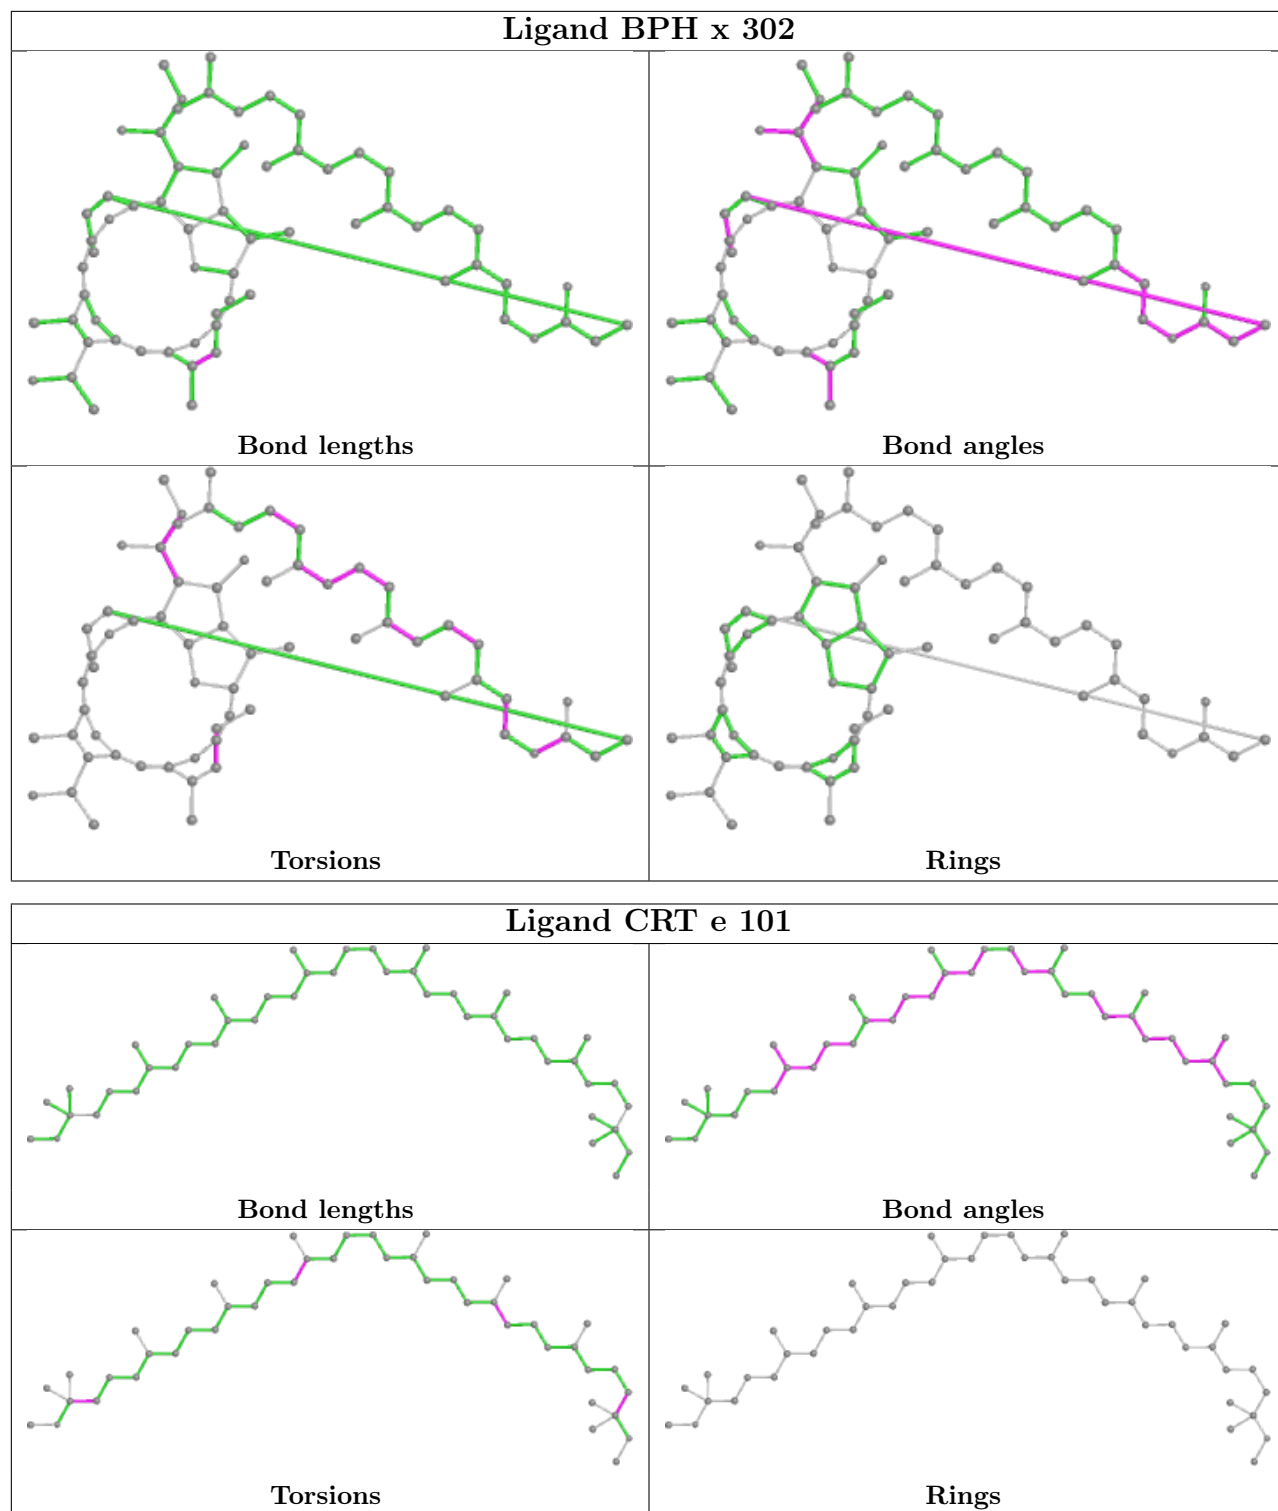 Ligand BPH x 302
Bond lengths
Bond angles
Torsions
Rings
Ligand CRT e 101
Bond lengths
Bond angles
Torsions
Rings